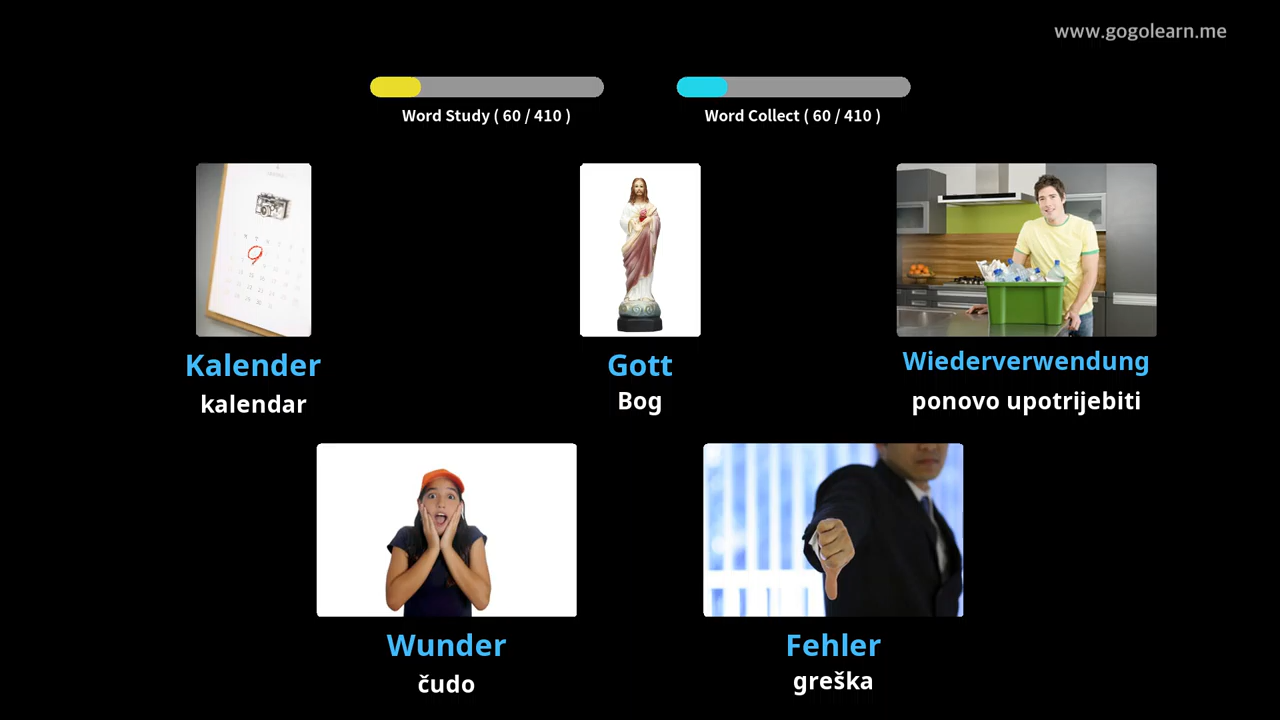 www.gogolearn.me
Word Study ( 60 / 410 )
Word Collect ( 60 / 410 )
Kalender
kalendar
Gott
Bog
Wiederverwendung
ponovo upotrijebiti
Wunder
čudo
Fehler
greška